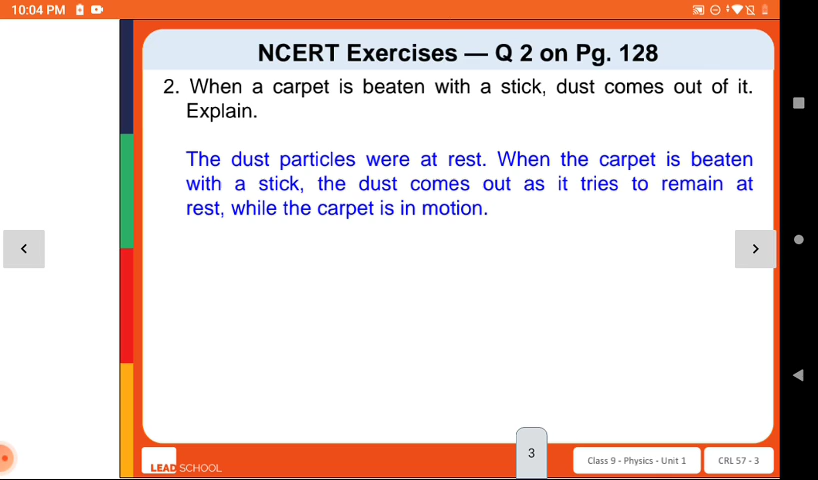 10:04 PM
NCERT Exercises — Q 2 on Pg. 128
2. When a carpet is beaten with a stick, dust comes out of it.
Explain.
The dust particles were at rest. When the carpet is beaten
with a stick, the dust comes out as it tries to remain at
rest, while the carpet is in motion.
3
LEAD SCHOOL
Class 9 - Physics - Unit 1
CRL 57 - 3